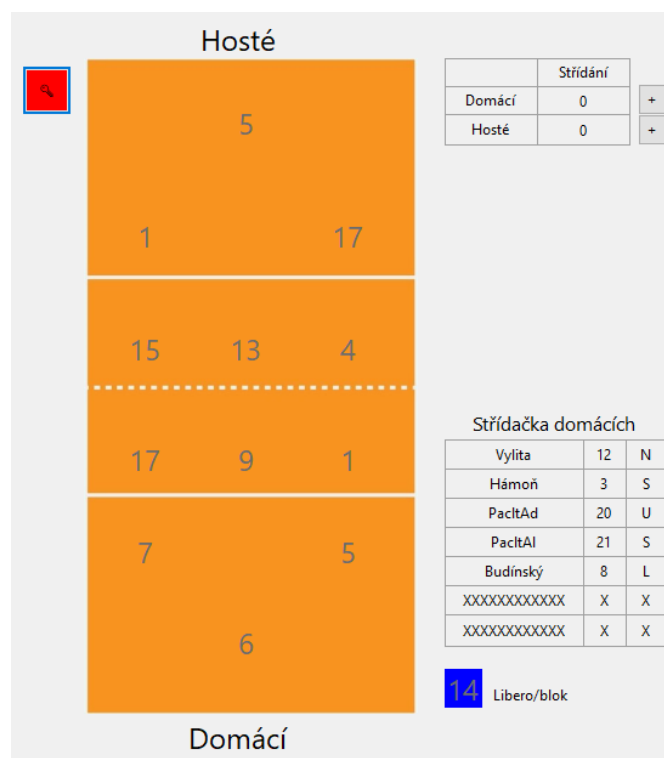 Hosté
Střídání
Domácí 0 +
Hosté 0 +
5
1 17
15 13 4
17 9 1
7 5
6
Domácí
Střídačka domácích
Vylita 12 N
Hámoň 3 S
PacltAd 20 U
PacltAl 21 S
Budínský 8 L
XXXXXXXXXXXX X X
XXXXXXXXXXXX X X
14 Libero/blok